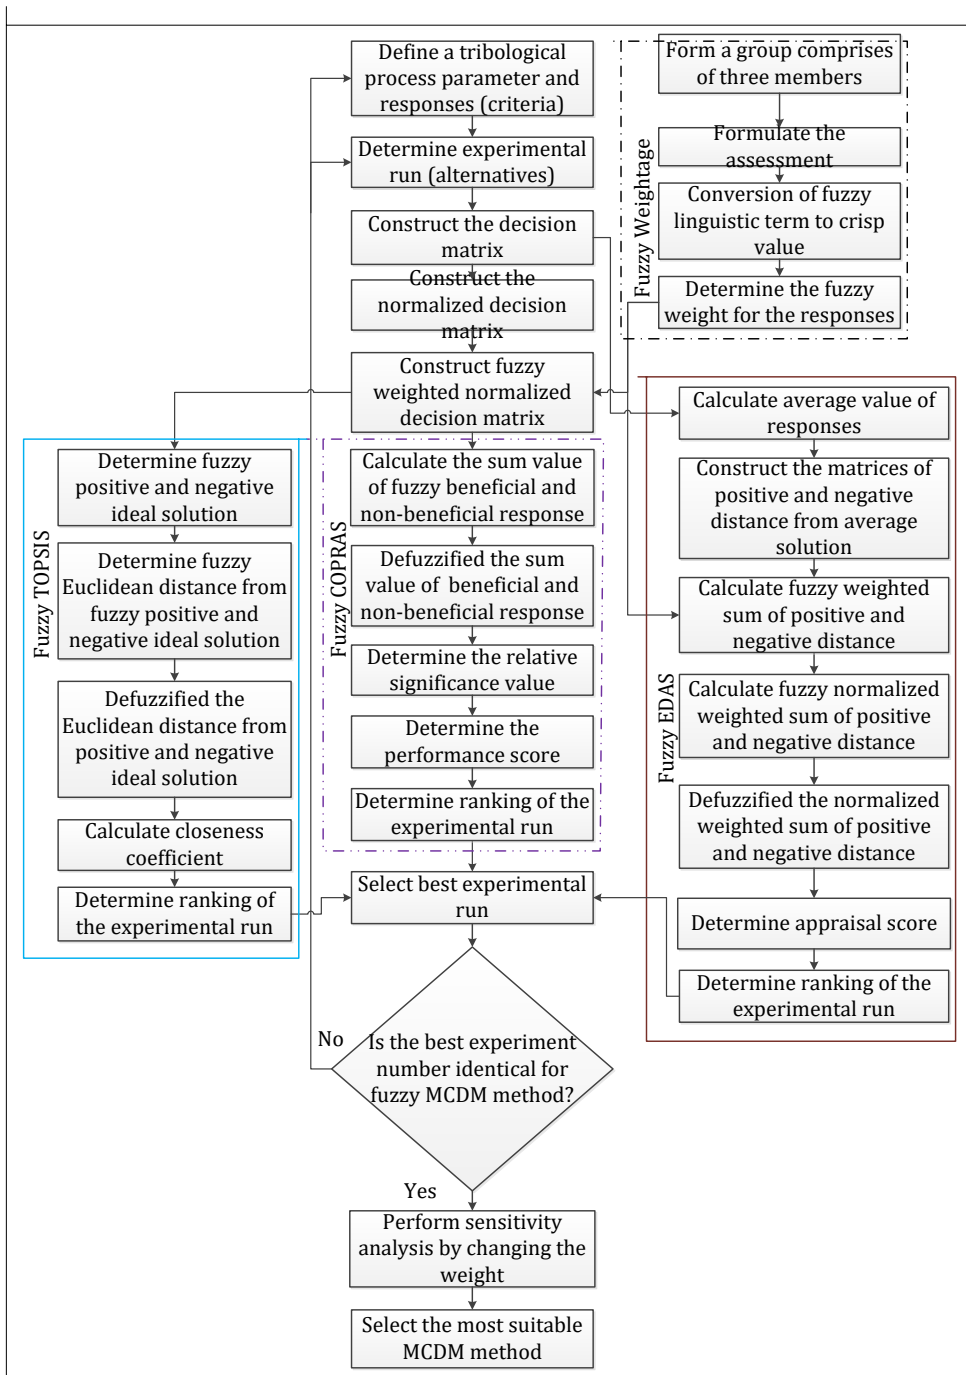 Define a tribological
process parameter and
responses (criteria)
Determine experimental
run (alternatives)
Construct the decision
matrix
Construct the
normalized decision
matrix
Construct fuzzy
weighted normalized
decision matrix
Fuzzy Weightage
Form a group comprises
of three members
Formulate the
assessment
Conversion of fuzzy
linguistic term to crisp
value
Determine the fuzzy
weight for the responses
Fuzzy TOPSIS
Determine fuzzy
positive and negative
ideal solution
Determine fuzzy
Euclidean distance from
fuzzy positive and
negative ideal solution
Defuzzified the
Euclidean distance from
positive and negative
ideal solution
Calculate closeness
coefficient
Determine ranking of
the experimental run
Fuzzy COPRAS
Calculate the sum value
of fuzzy beneficial and
non-beneficial response
Defuzzified the sum
value of beneficial and
non-beneficial response
Determine the relative
significance value
Determine the
performance score
Determine ranking of the
experimental run
Fuzzy EDAS
Calculate average value of
responses
Construct the matrices of
positive and negative
distance from average
solution
Calculate fuzzy weighted
sum of positive and
negative distance
Calculate fuzzy normalized
weighted sum of positive
and negative distance
Defuzzified the normalized
weighted sum of positive
and negative distance
Determine appraisal score
Determine ranking of the
experimental run
Select best experimental
run
No
Is the best experiment
number identical for
fuzzy MCDM method?
Yes
Perform sensitivity
analysis by changing the
weight
Select the most suitable
MCDM method